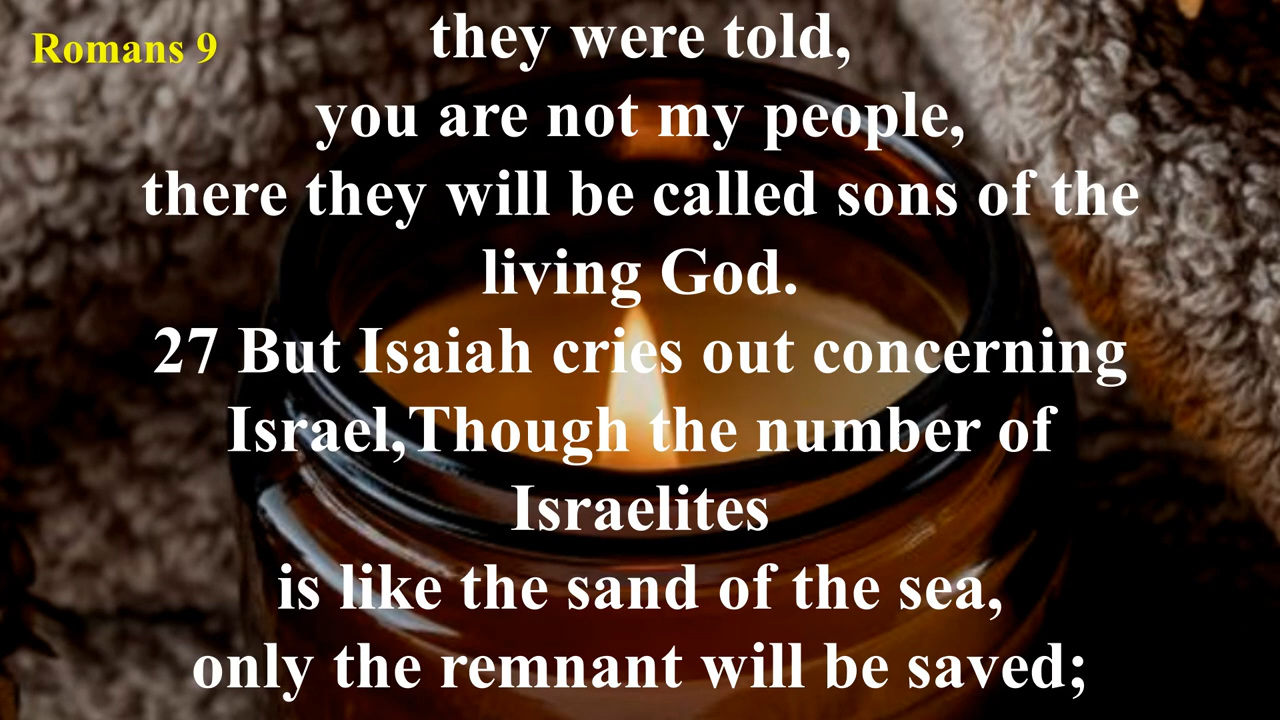 Romans 9
they were told,
you are not my people,
there they will be called sons of the
living God.
27 But Isaiah cries out concerning
Israel,Though the number of
Israelites
is like the sand of the sea,
only the remnant will be saved;